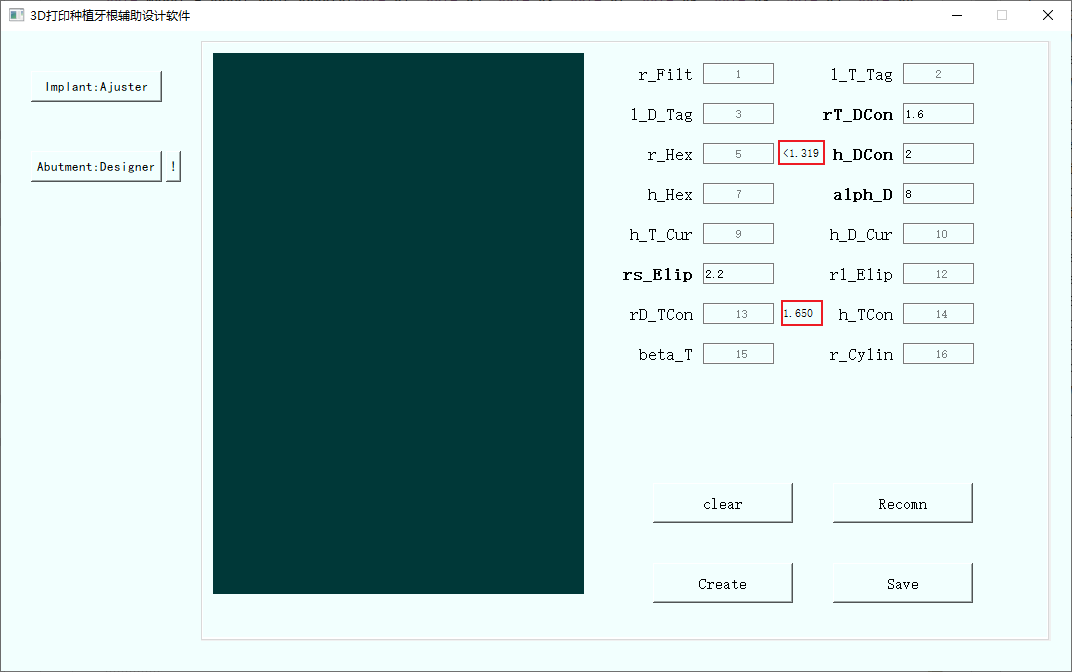 3D打印种植牙根辅助设计软件
Implant:Ajuster
Abutment:Designer !
r_Filt 1 l_T_Tag 2
l_D_Tag 3 rT_DCon 1.6
r_Hex 5 <1.319 h_DCon 2
h_Hex 7 alph_D 8
h_T_Cur 9 h_D_Cur 10
rs_Elip 2.2 rl_Elip 12
rD_TCon 13 1.650 h_TCon 14
beta_T 15 r_Cylin 16
clear Recomn
Create Save